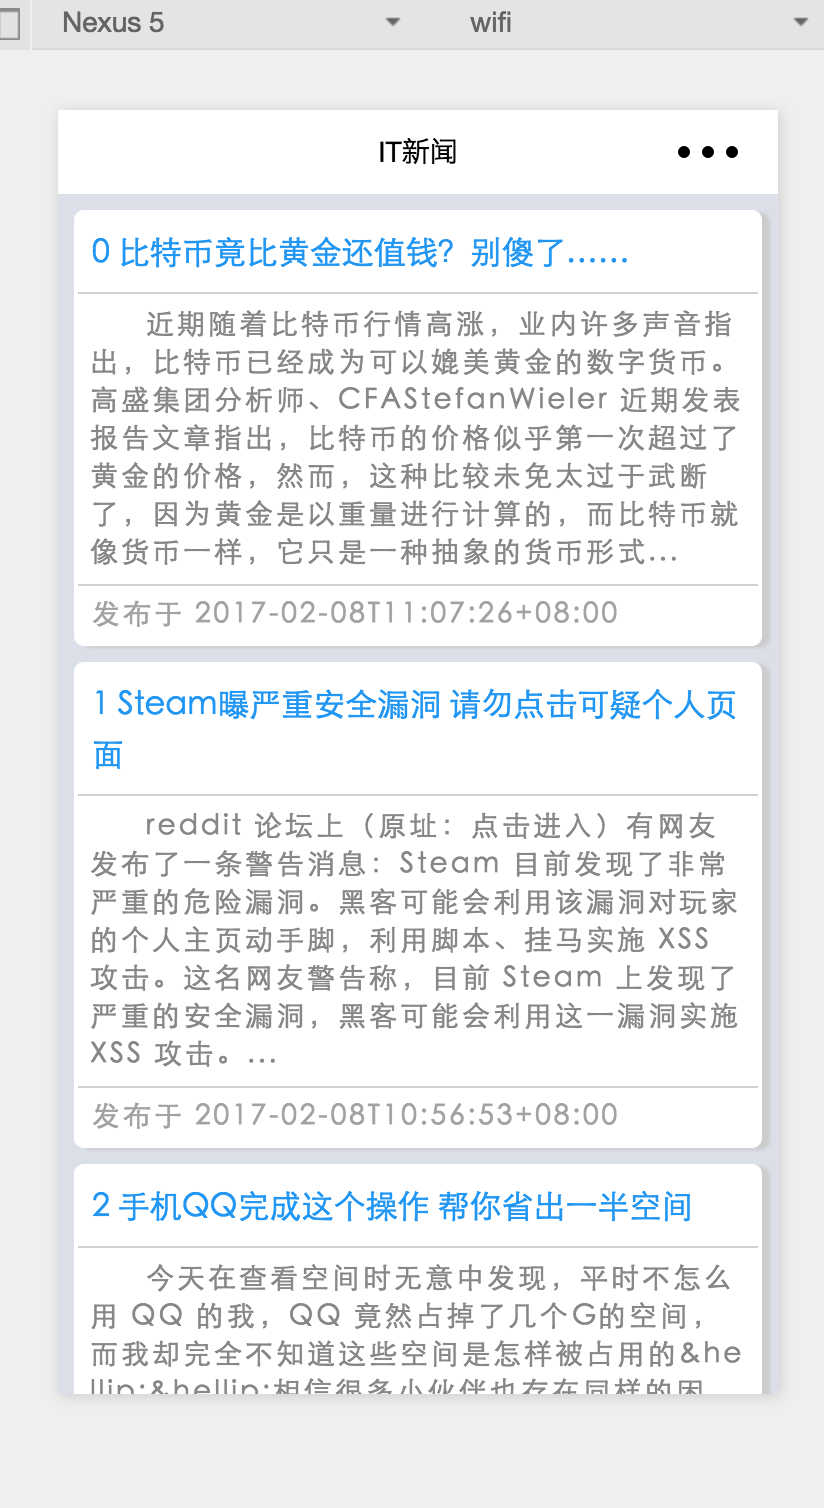 Nexus 5
wifi
IT新闻
0 比特币竟比黄金还值钱？别傻了……
近期随着比特币行情高涨，业内许多声音指
出，比特币已经成为可以媲美黄金的数字货币。
高盛集团分析师、CFAStefanWieler 近期发表
报告文章指出，比特币的价格似乎第一次超过了
黄金的价格，然而，这种比较未免太过于武断
了，因为黄金是以重量进行计算的，而比特币就
像货币一样，它只是一种抽象的货币形式...
发布于 2017-02-08T11:07:26+08:00
1 Steam曝严重安全漏洞 请勿点击可疑个人页
面
reddit 论坛上（原址：点击进入）有网友
发布了一条警告消息：Steam 目前发现了非常
严重的危险漏洞。黑客可能会利用该漏洞对玩家
的个人主页动手脚，利用脚本、挂马实施 XSS
攻击。这名网友警告称，目前 Steam 上发现了
严重的安全漏洞，黑客可能会利用这一漏洞实施
XSS 攻击。...
发布于 2017-02-08T10:56:53+08:00
2 手机QQ完成这个操作 帮你省出一半空间
今天在查看空间时无意中发现，平时不怎么
用 QQ 的我，QQ 竟然占掉了几个G的空间，
而我却完全不知道这些空间是怎样被占用的&he
llip;&hellip;相信很多小伙伴也存在同样的困